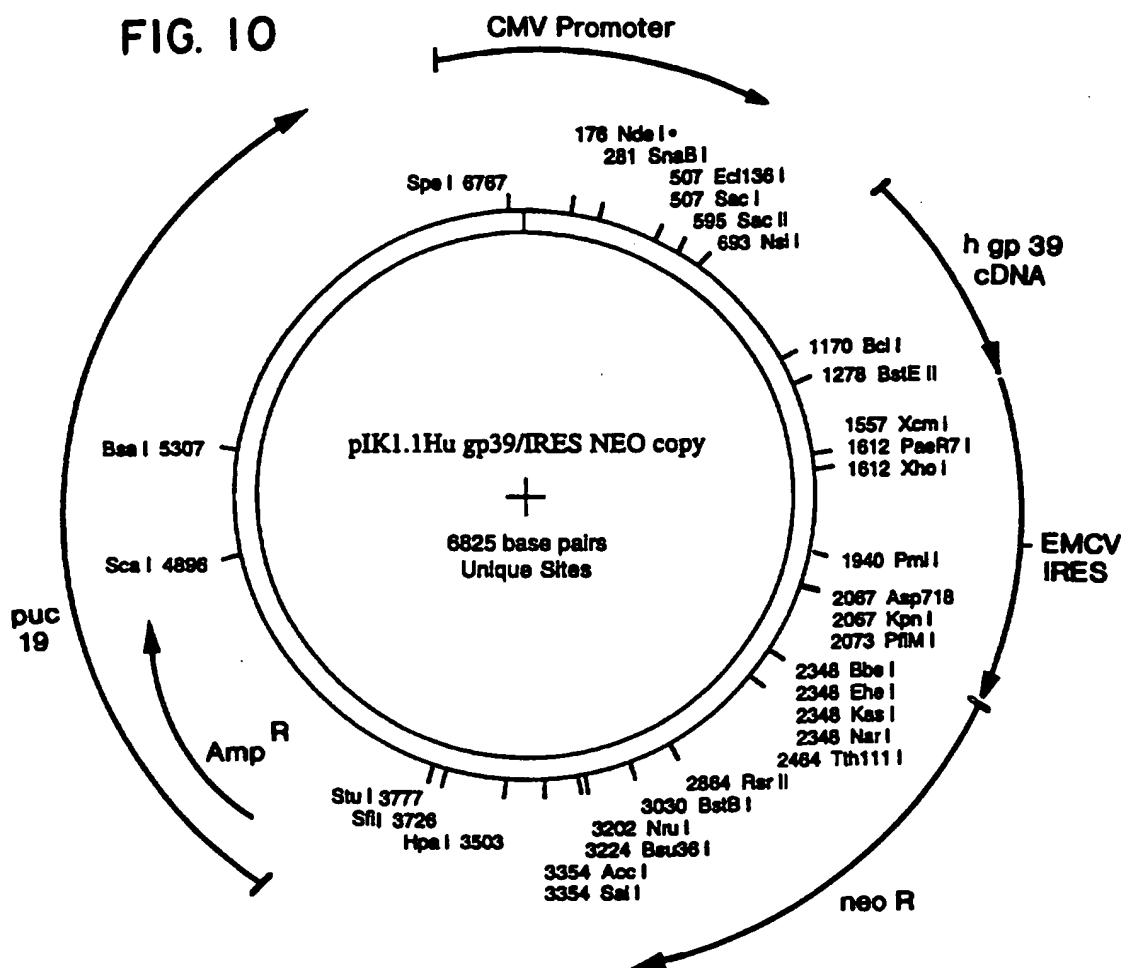 FIG. 10
CMV Promoter
176 Nde I •
281 SnaB I
507 Ecl136 I
507 Sac I
595 Sac II
693 Nsi I
Spe I 6767
h gp 39
cDNA
1170 Bcl I
1278 BstE II
1557 Xcm I
1612 PaeR7 I
1612 Xho I
Bsa I 5307
pIK1.1Hu gp39/IRES NEO copy
6825 base pairs
Unique Sites
Sca I 4896
1940 Pml I
EMCV
IRES
2067 Asp718
2067 Kpn I
2073 PflM I
puc
19
2348 Bbe I
2348 Ehe I
2348 Kas I
2348 Nar I
2464 Tth111 I
Amp R
2864 Rsr II
3030 BstB I
3202 Nru I
3224 Bsu36 I
3354 Acc I
3354 Sal I
Stu I 3777
Sfi I 3726
Hpa I 3503
neo R